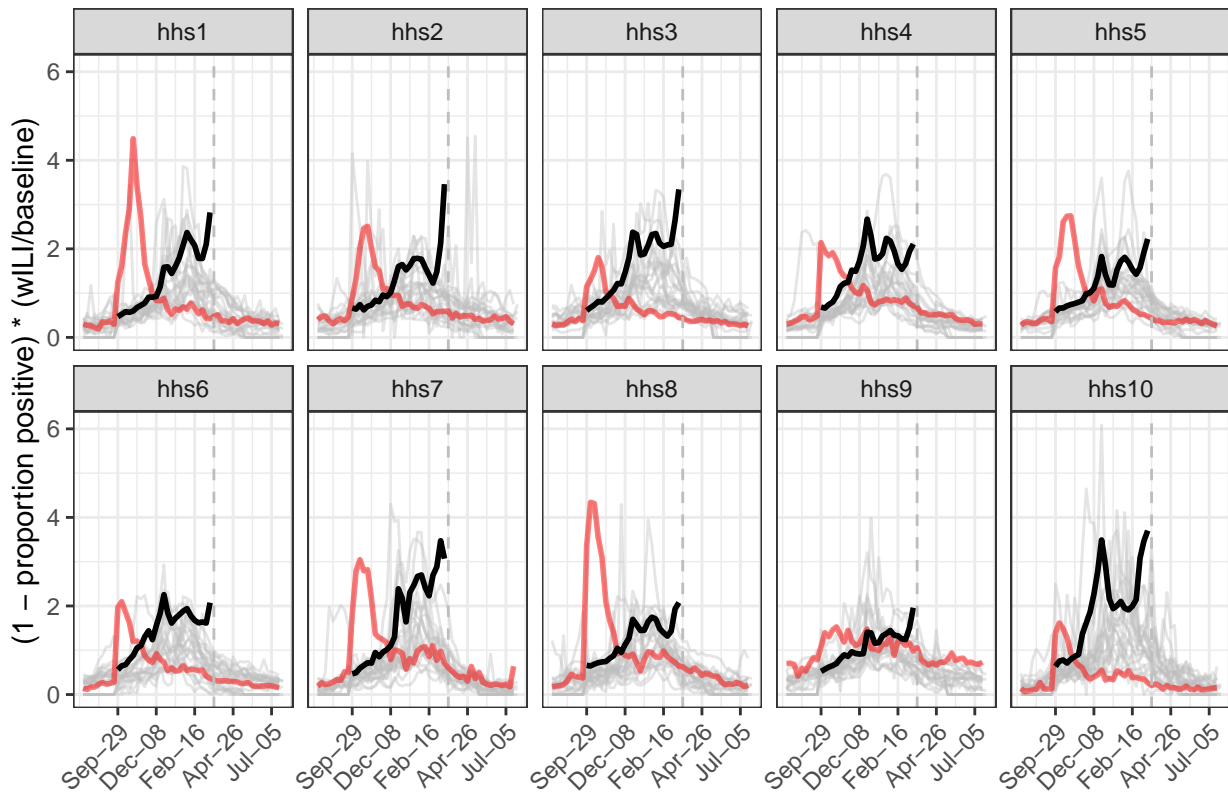 (1 − proportion positive) * (wILI/baseline)
hhs1 hhs2 hhs3 hhs4 hhs5
6
4
2
0
hhs6 hhs7 hhs8 hhs9 hhs10
6
4
2
0
Sep−29 Dec−08 Feb−16 Apr−26 Jul−05 Sep−29 Dec−08 Feb−16 Apr−26 Jul−05 Sep−29 Dec−08 Feb−16 Apr−26 Jul−05 Sep−29 Dec−08 Feb−16 Apr−26 Jul−05 Sep−29 Dec−08 Feb−16 Apr−26 Jul−05